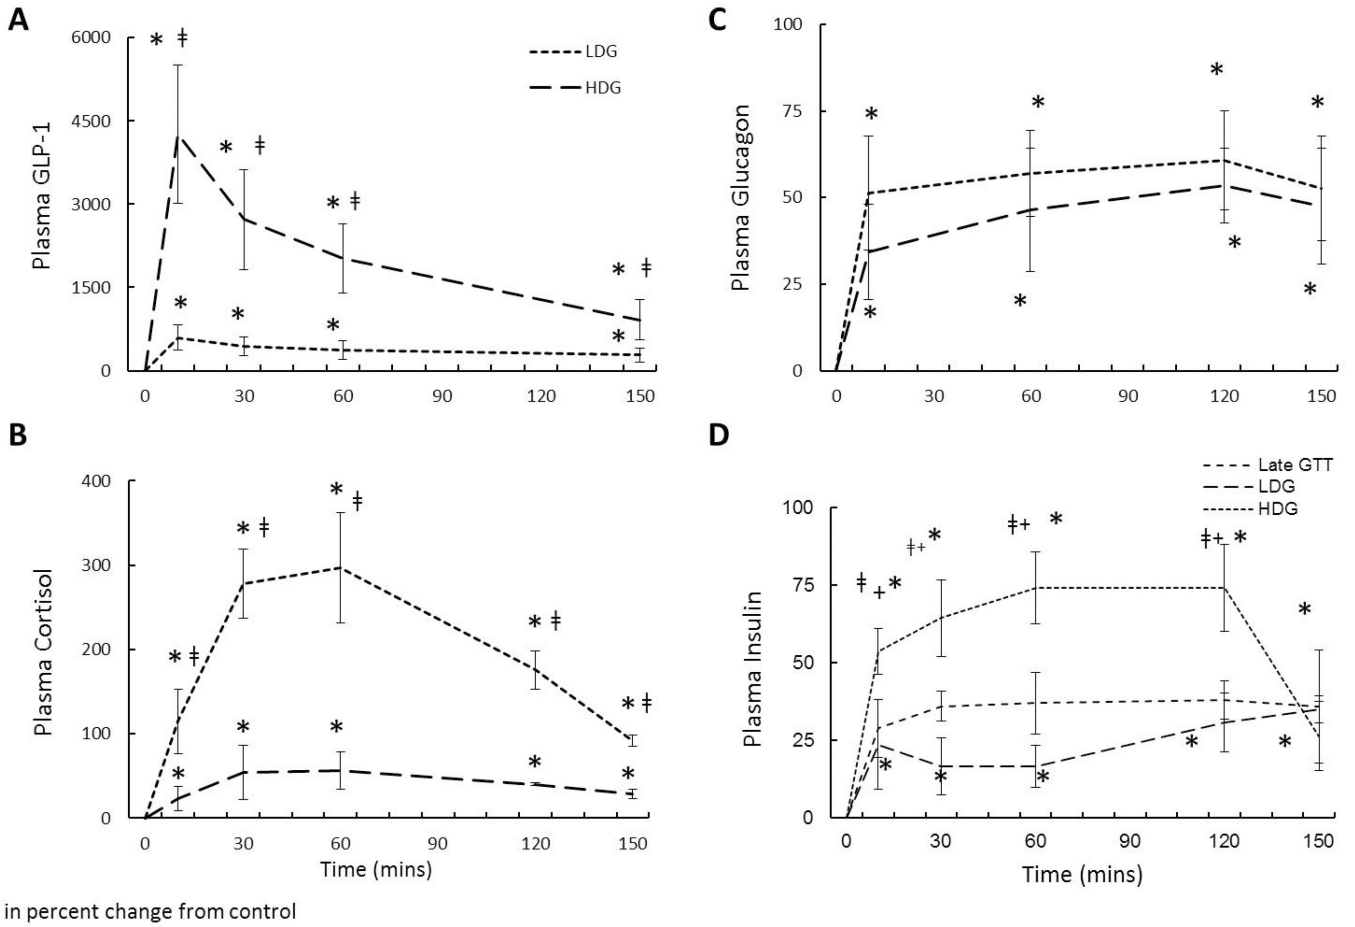 A
Plasma GLP-1
6000
4500
3000
1500
0
* ‡
* ‡
* ‡
* ‡
*
*
*
*
LDG
HDG
0 30 60 90 120 150
C
Plasma Glucagon
100
75
50
25
0
*
*
*
*
*
*
*
*
0 30 60 90 120 150
B
Plasma Cortisol
400
300
200
100
0
* ‡
* ‡
* ‡
* ‡
* ‡
*
*
*
*
*
0 30 60 90 120 150
Time (mins)
D
Plasma Insulin
Late GTT
LDG
HDG
100
75
50
25
0
‡ + *
‡+ *
‡+ *
‡+ *
*
*
*
*
*
*
0 30 60 90 120 150
Time (mins)
in percent change from control